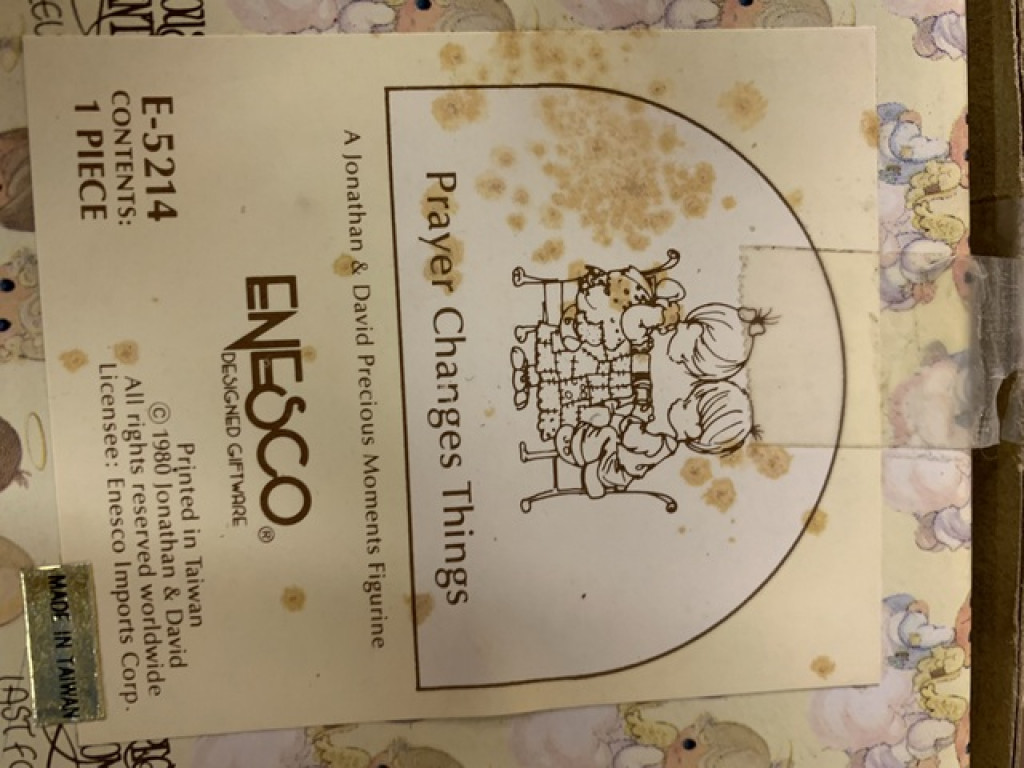 Prayer Changes Things
A Jonathan & David Precious Moments Figurine
ENESCO®
DESIGNED GIFTWARE
E-5214
CONTENTS:
1 PIECE
Printed in Taiwan
© 1980 Jonathan & David
All rights reserved worldwide
Licensee: Enesco Imports Corp.
MADE IN TAIWAN